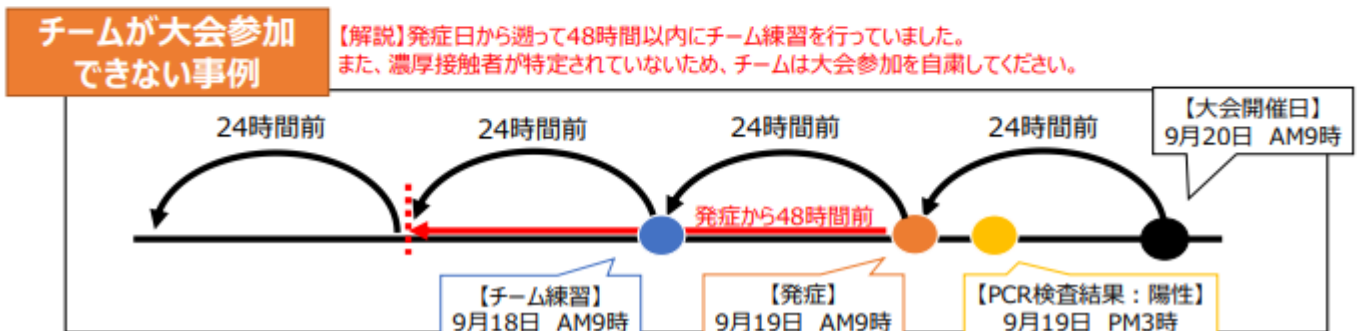 チームが大会参加
できない事例
【解説】発症日から遡って48時間以内にチーム練習を行っていました。
また、濃厚接触者が特定されていないため、チームは大会参加を自粛してください。
24時間前
24時間前
24時間前
24時間前
【大会開催日】
9月20日 AM9時
発症から48時間前
【チーム練習】
9月18日 AM9時
【発症】
9月19日 AM9時
【PCR検査結果：陽性】
9月19日 PM3時